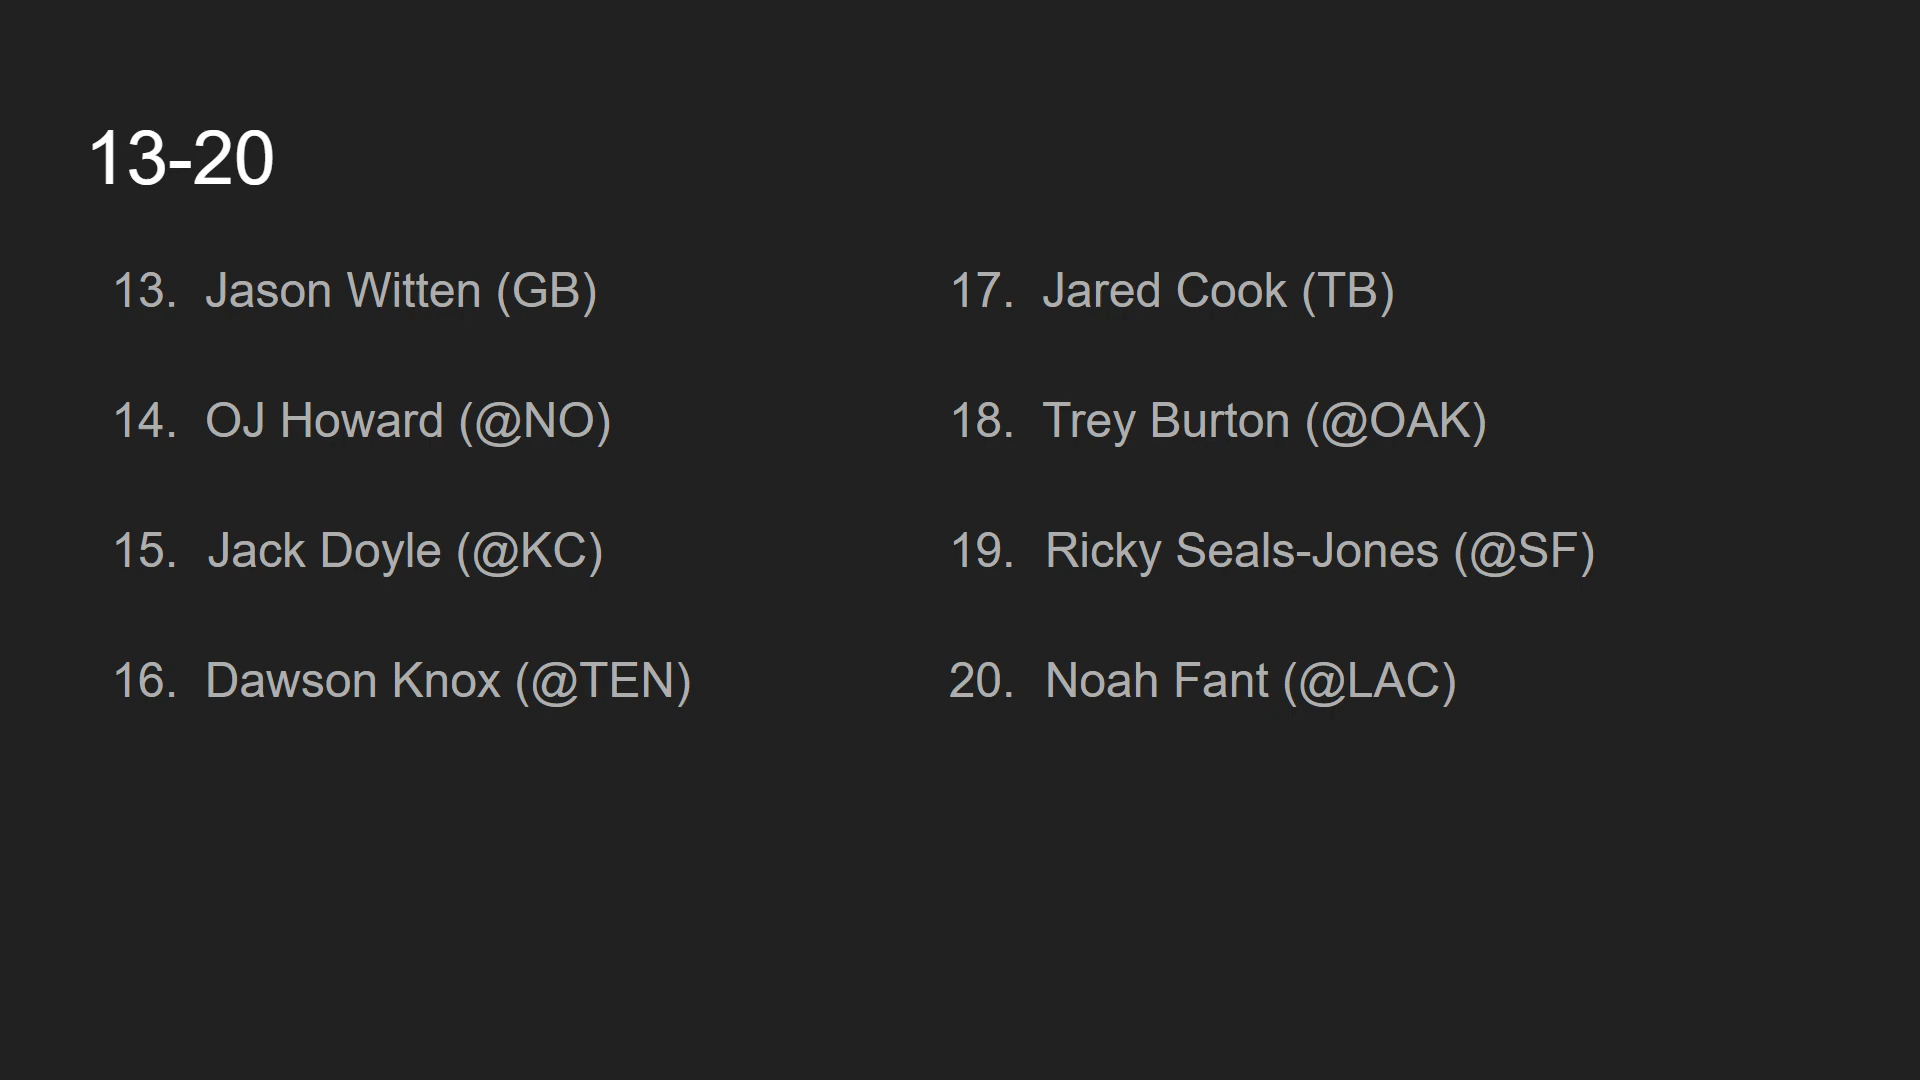 13-20
13. Jason Witten (GB)
14. OJ Howard (@NO)
15. Jack Doyle (@KC)
16. Dawson Knox (@TEN)
17. Jared Cook (TB)
18. Trey Burton (@OAK)
19. Ricky Seals-Jones (@SF)
20. Noah Fant (@LAC)